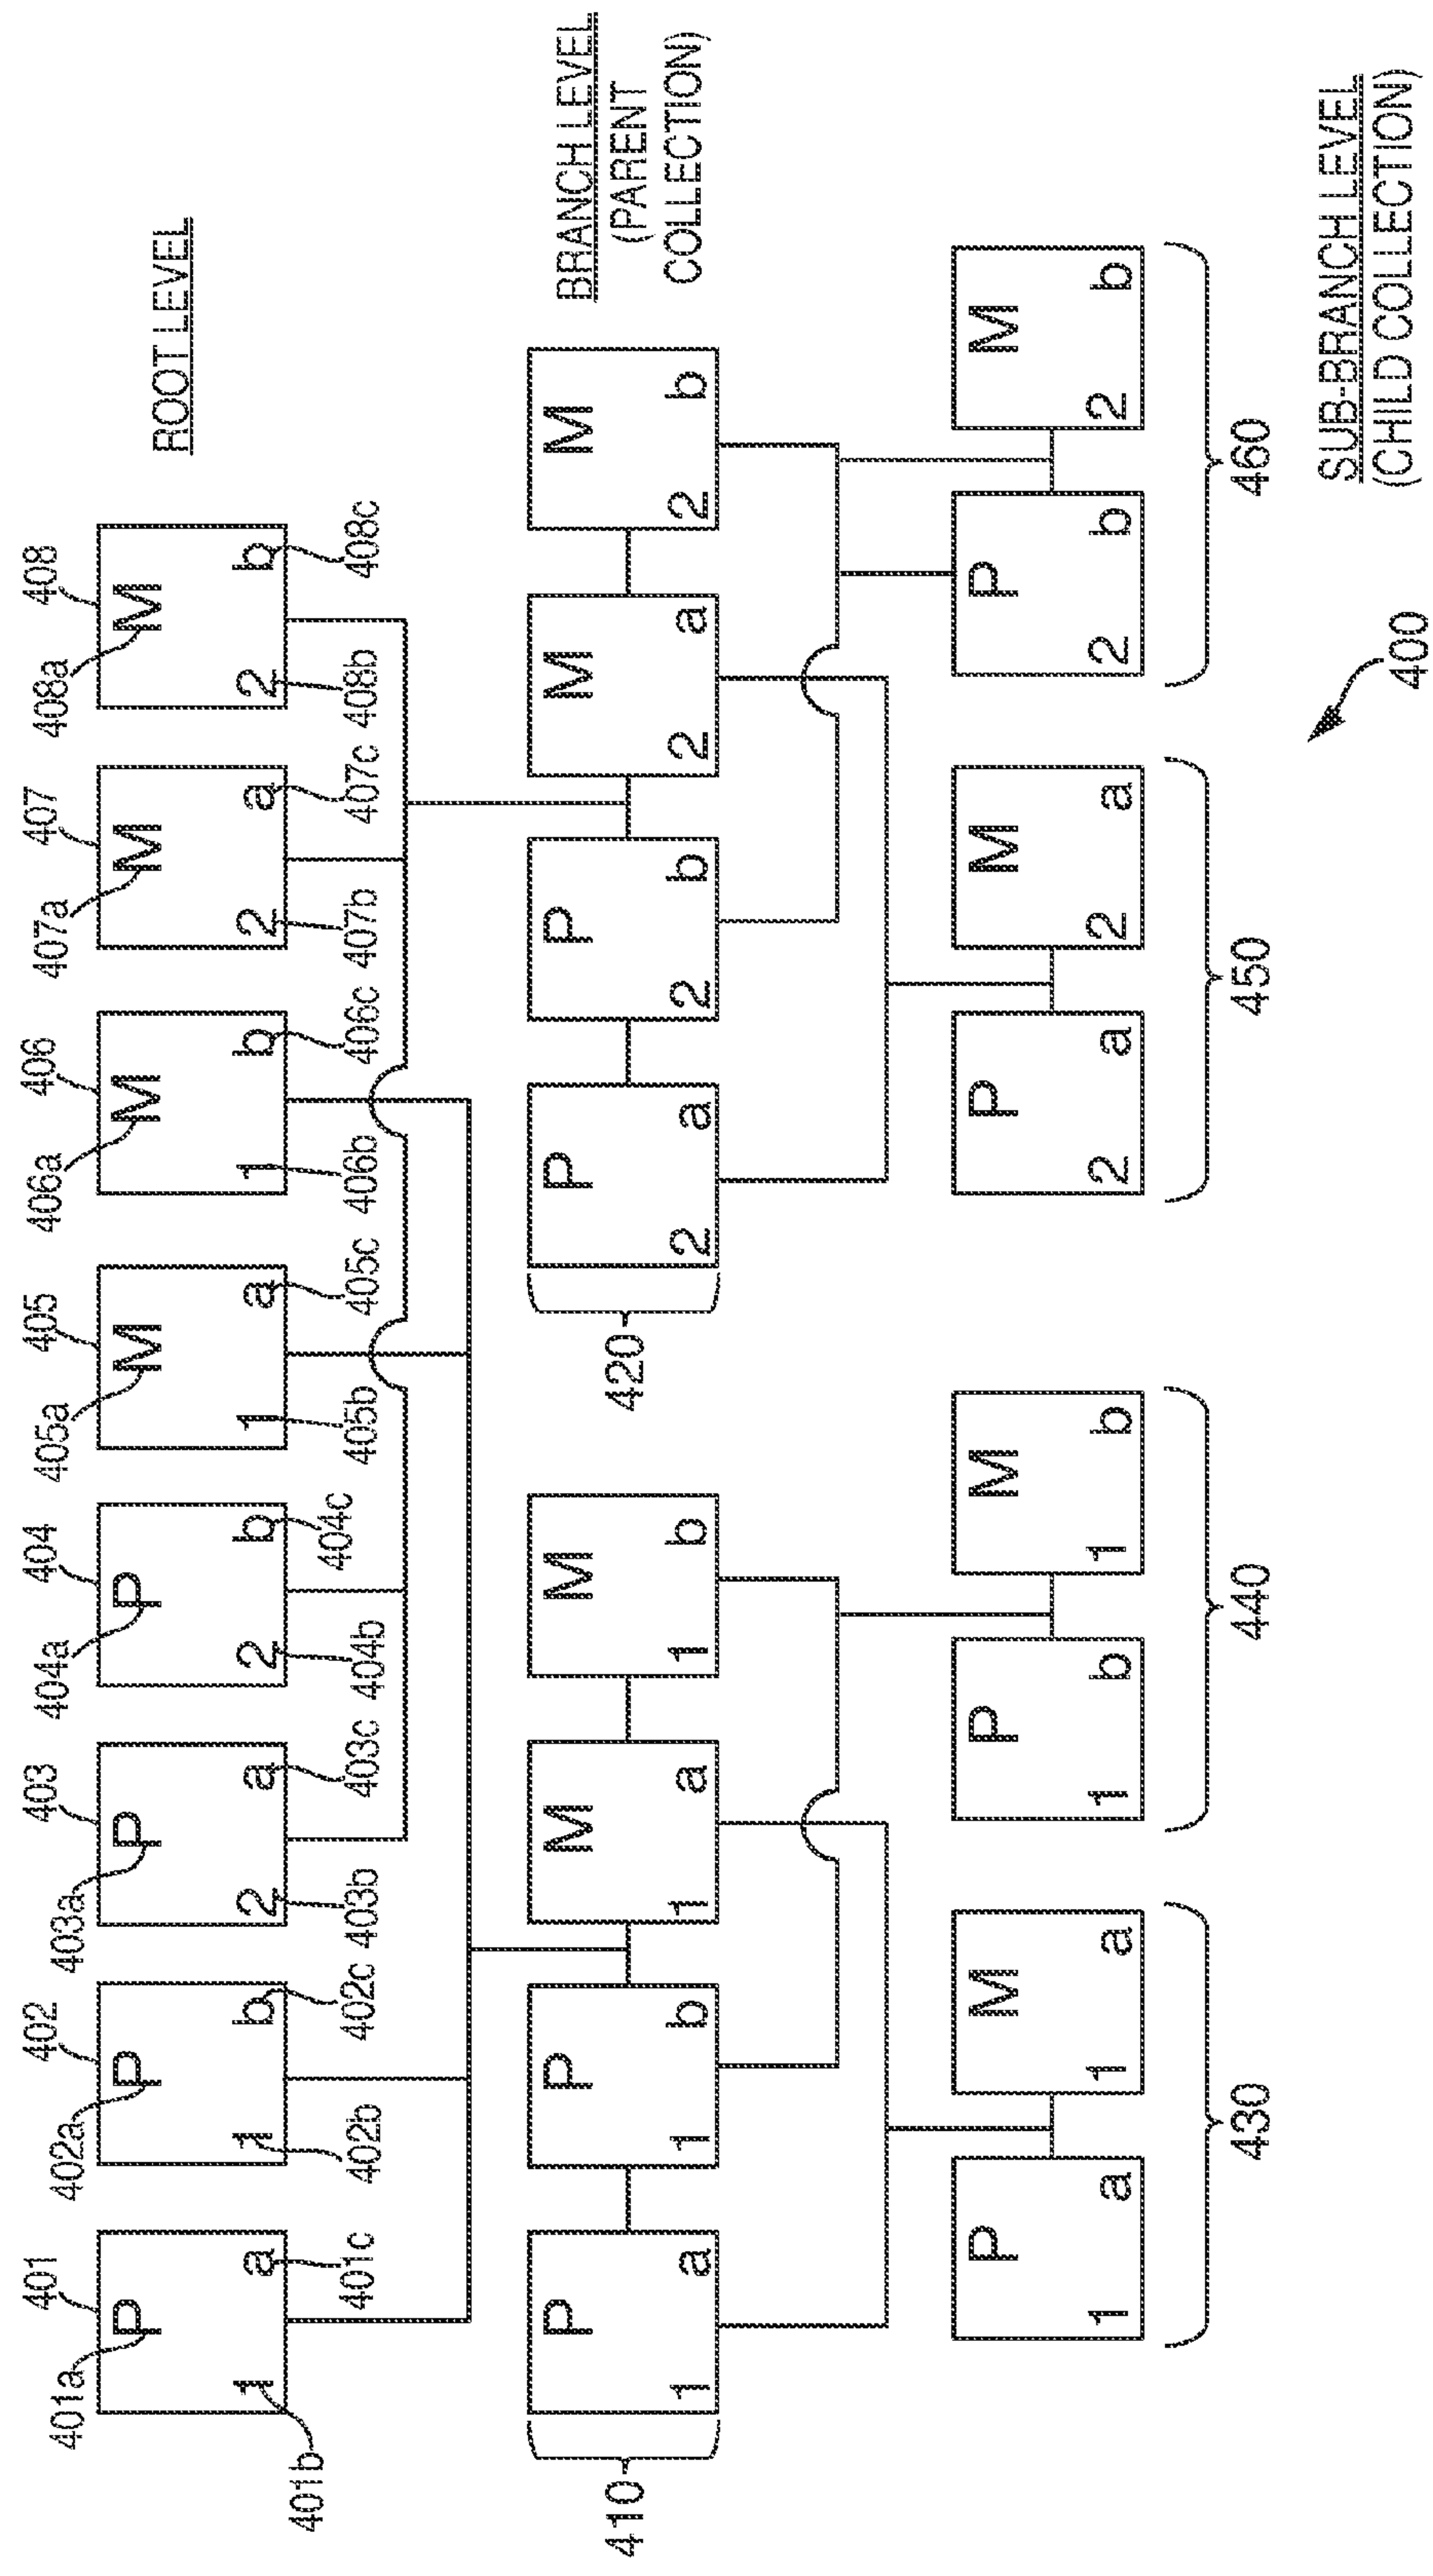 401 402 403 404 405 406 407 408
401a 402a 403a 404a 405a 406a 407a 408a
P P P P M M M M
ROOT LEVEL
1 a 1 b 2 a 2 b 1 a 1 b 2 a 2 b
401b 401c 402b 402c 403b 403c 404b 404c 405b 405c 406b 406c 407b 407c 408b 408c
BRANCH LEVEL
(PARENT
COLLECTION)
P P M M P P M M
410 420
1 a 1 b 1 a 1 b 2 a 2 b 2 a 2 b
P M P M P M P M
1 a 1 a 1 b 1 b 2 a 2 a 2 b 2 b
430 440 450 460
SUB-BRANCH LEVEL
(CHILD COLLECTION)
400